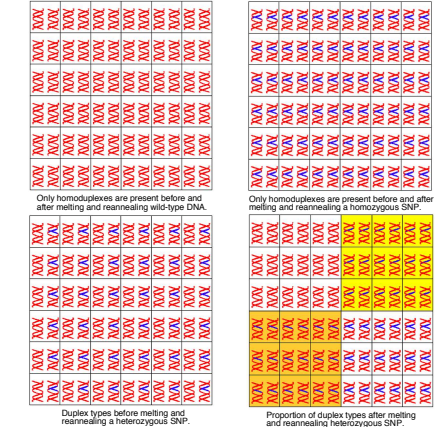 Only homoduplexes are present before and
after melting and reannealing wild-type DNA.
Only homoduplexes are present before and after
melting and reannealing a homozygous SNP.
Duplex types before melting and
reannealing a heterozygous SNP.
Proportion of duplex types after melting
and reannealing heterozygous SNP.